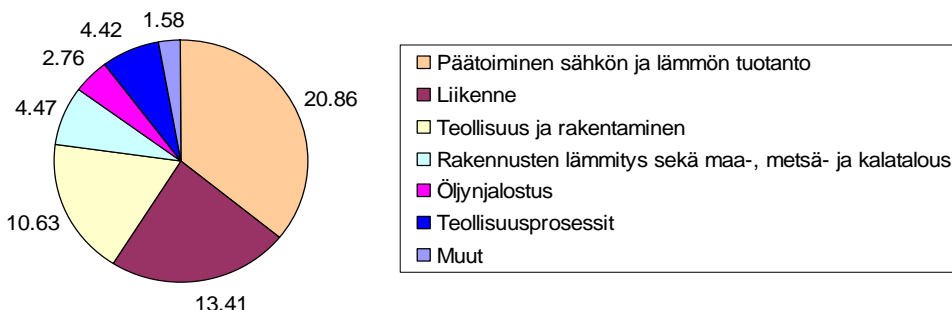 4.42
1.58
2.76
20.86
4.47
10.63
13.41
Päätoiminen sähkön ja lämmön tuotanto
Liikenne
Teollisuus ja rakentaminen
Rakennusten lämmitys sekä maa-, metsä- ja kalatalous
Öljynjalostus
Teollisuusprosessit
Muut